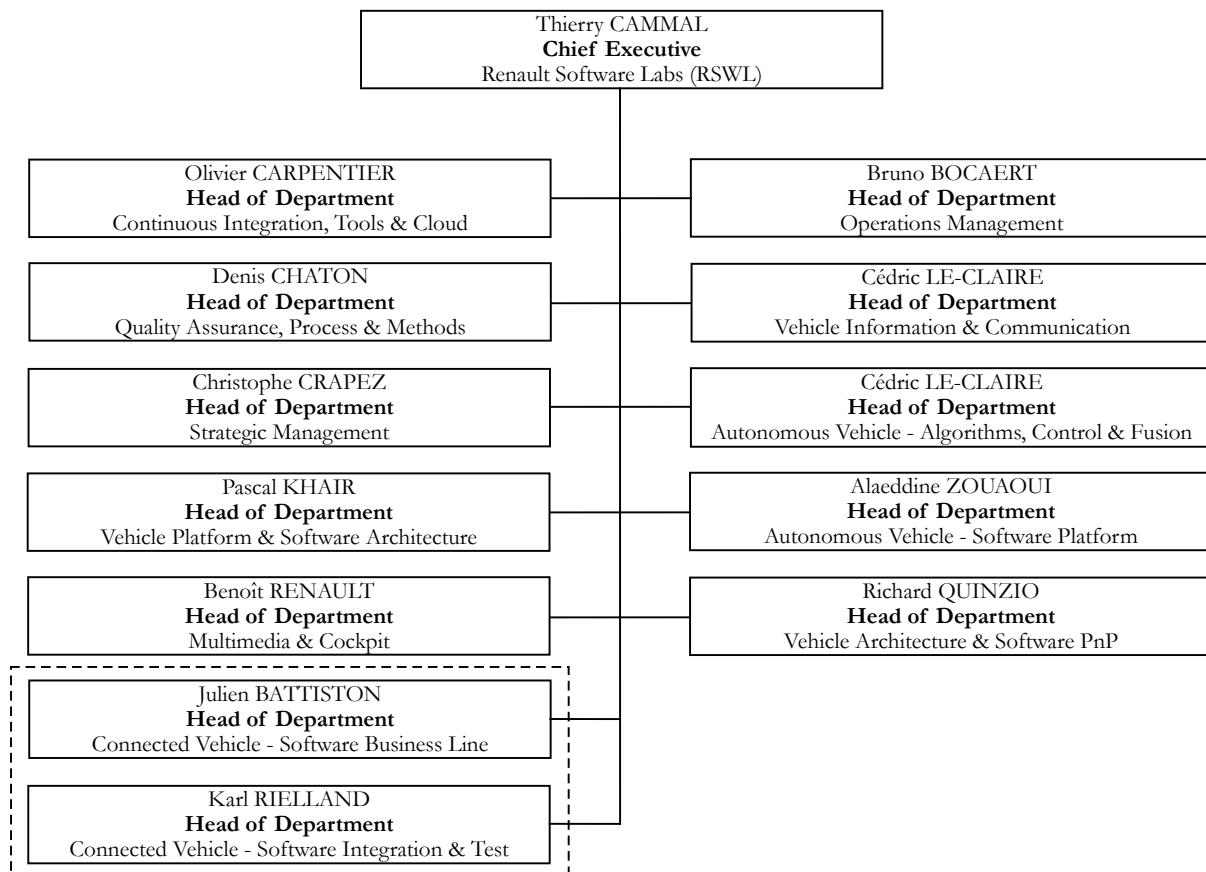 Thierry CAMMAL
Chief Executive
Renault Software Labs (RSWL)
Olivier CARPENTIER
Head of Department
Continuous Integration, Tools & Cloud
Bruno BOCAERT
Head of Department
Operations Management
Denis CHATON
Head of Department
Quality Assurance, Process & Methods
Cédric LE-CLAIRE
Head of Department
Vehicle Information & Communication
Christophe CRAPEZ
Head of Department
Strategic Management
Cédric LE-CLAIRE
Head of Department
Autonomous Vehicle - Algorithms, Control & Fusion
Pascal KHAIR
Head of Department
Vehicle Platform & Software Architecture
Alaeddine ZOUAOUI
Head of Department
Autonomous Vehicle - Software Platform
Benoît RENAULT
Head of Department
Multimedia & Cockpit
Richard QUINZIO
Head of Department
Vehicle Architecture & Software PnP
Julien BATTISTON
Head of Department
Connected Vehicle - Software Business Line
Karl RIELLAND
Head of Department
Connected Vehicle - Software Integration & Test